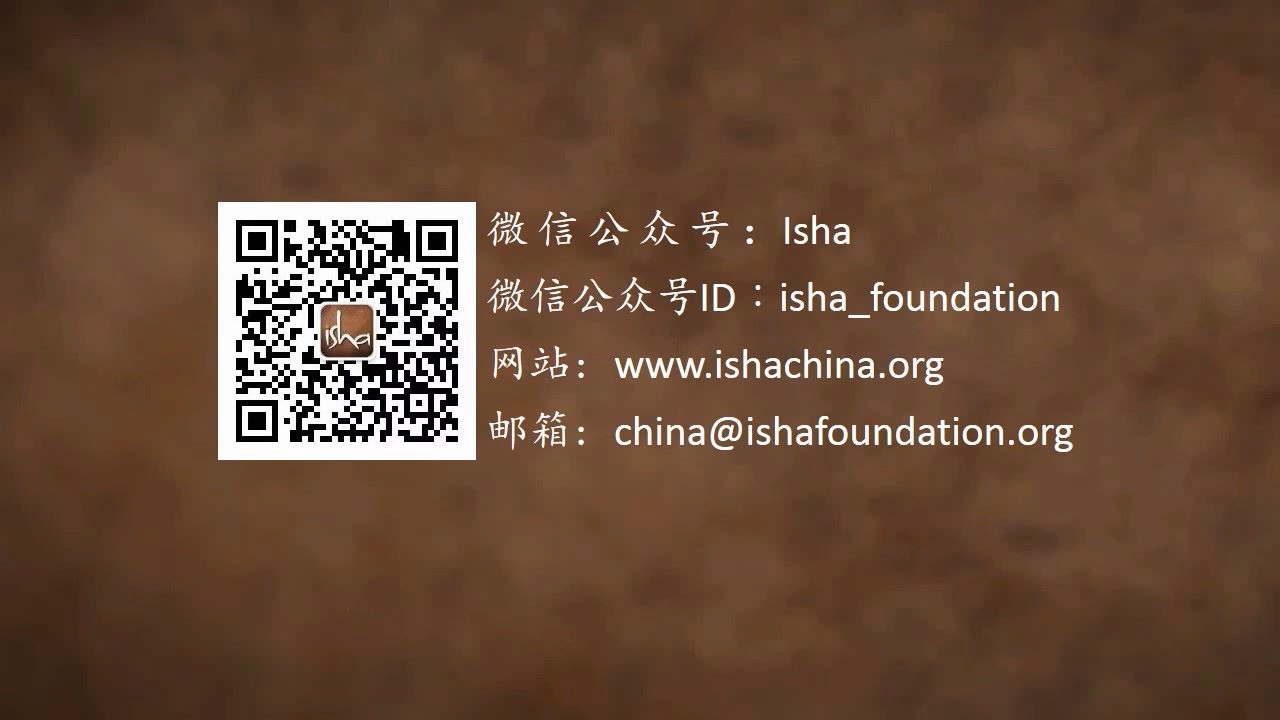 isha
微信公众号：Isha
微信公众号ID：isha_foundation
网站：www.ishachina.org
邮箱：china@ishafoundation.org